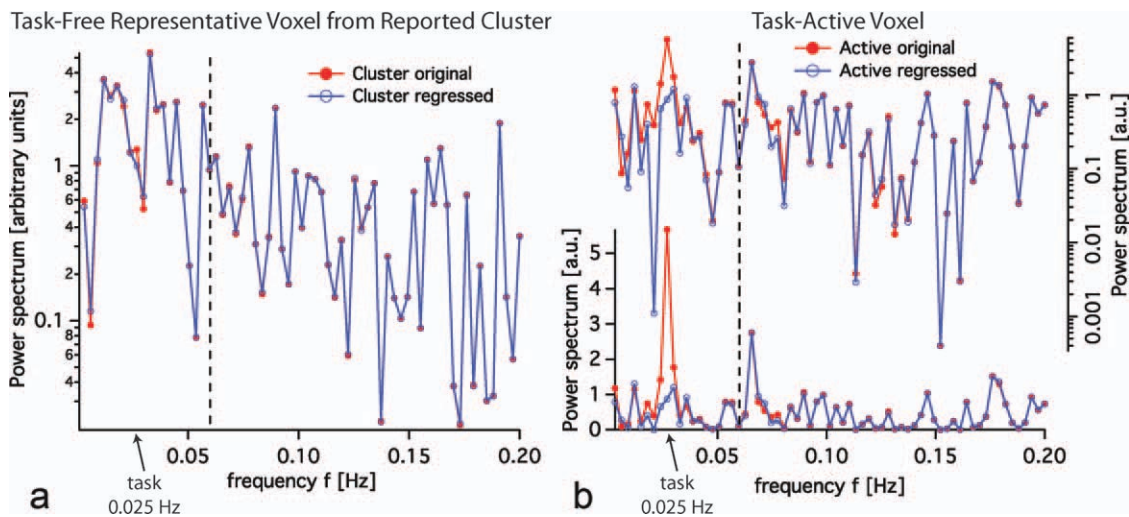 Task-Free Representative Voxel from Reported Cluster
Power spectrum [arbitrary units]
4
2
1
8
6
4
2
0.1
8
6
4
Cluster original
Cluster regressed
0.05
0.10
0.15
0.20
frequency f [Hz]
task
0.025 Hz
a
Task-Active Voxel
Active original
Active regressed
1
0.1
0.01
0.001
Power spectrum [a.u.]
Power spectrum [a.u.]
5
4
3
2
1
0
0.05
0.10
0.15
0.20
frequency f [Hz]
task
0.025 Hz
b